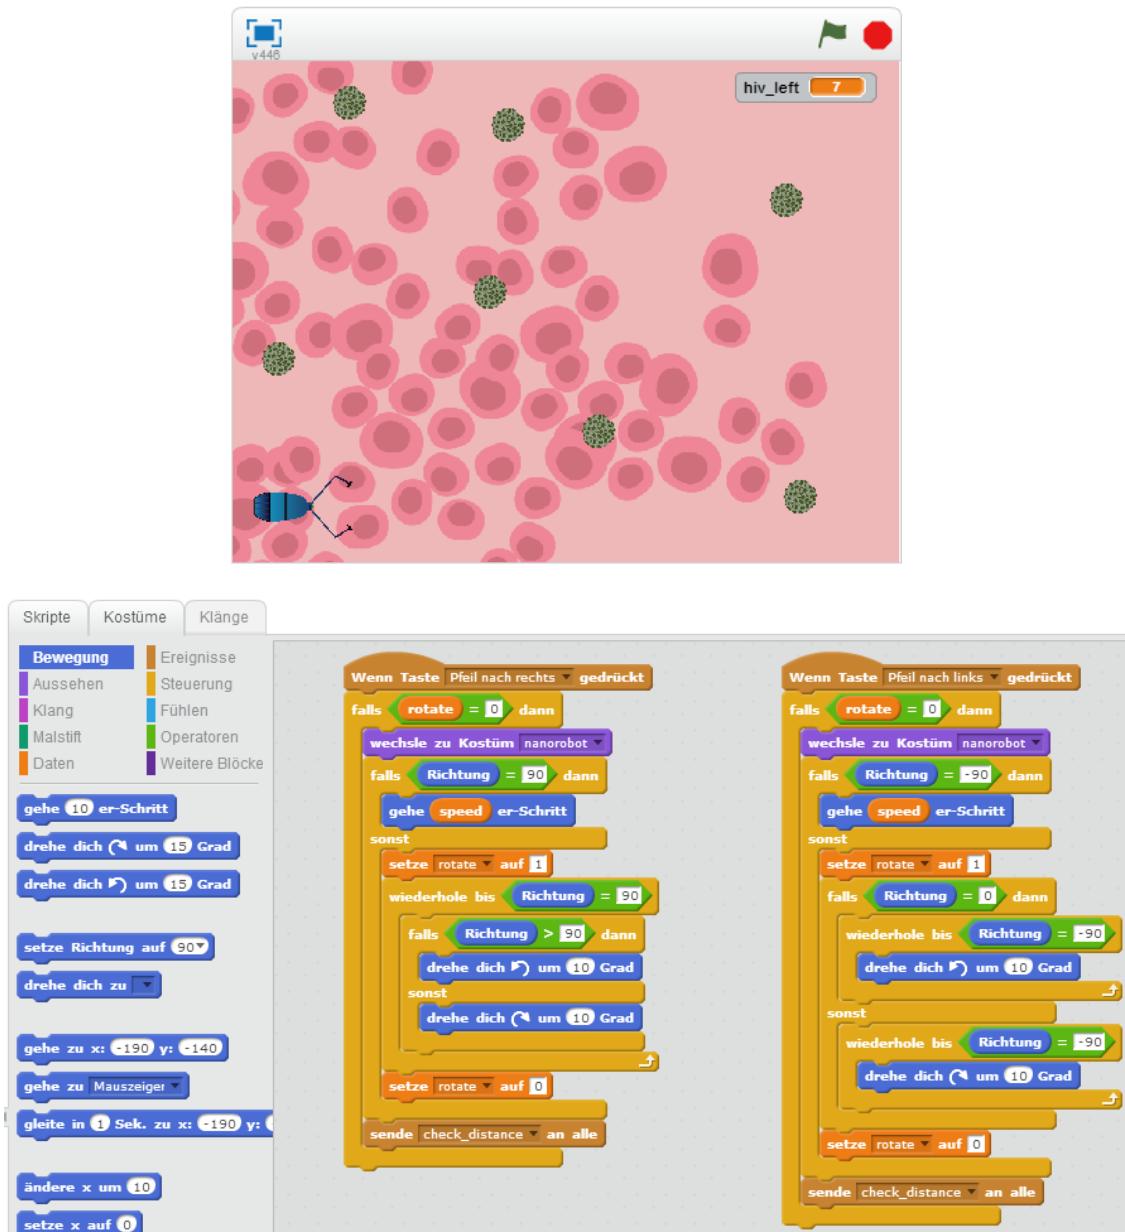 v446
hiv_left 7
Skripte Kostüme Klänge
Bewegung Ereignisse
Aussehen Steuerung
Klang Fühlen
Malstift Operatoren
Daten Weitere Blöcke
gehe 10 er-Schritt
drehe dich um 15 Grad
drehe dich um 15 Grad
setze Richtung auf 90
drehe dich zu
gehe zu x: -190 y: -140
gehe zu Mauszeiger
gleite in 1 Sek. zu x: -190 y:
ändere x um 10
setze x auf 0
Wenn Taste Pfeil nach rechts gedrückt
falls rotate = 0 dann
wechsle zu Kostüm nanorobot
falls Richtung = 90 dann
gehe speed er-Schritt
sonst
setze rotate auf 1
wiederhole bis Richtung = 90
falls Richtung > 90 dann
drehe dich um 10 Grad
sonst
drehe dich um 10 Grad
setze rotate auf 0
sende check_distance an alle
Wenn Taste Pfeil nach links gedrückt
falls rotate = 0 dann
wechsle zu Kostüm nanorobot
falls Richtung = -90 dann
gehe speed er-Schritt
sonst
setze rotate auf 1
falls Richtung = 0 dann
wiederhole bis Richtung = -90
drehe dich um 10 Grad
sonst
wiederhole bis Richtung = -90
drehe dich um 10 Grad
setze rotate auf 0
sende check_distance an alle